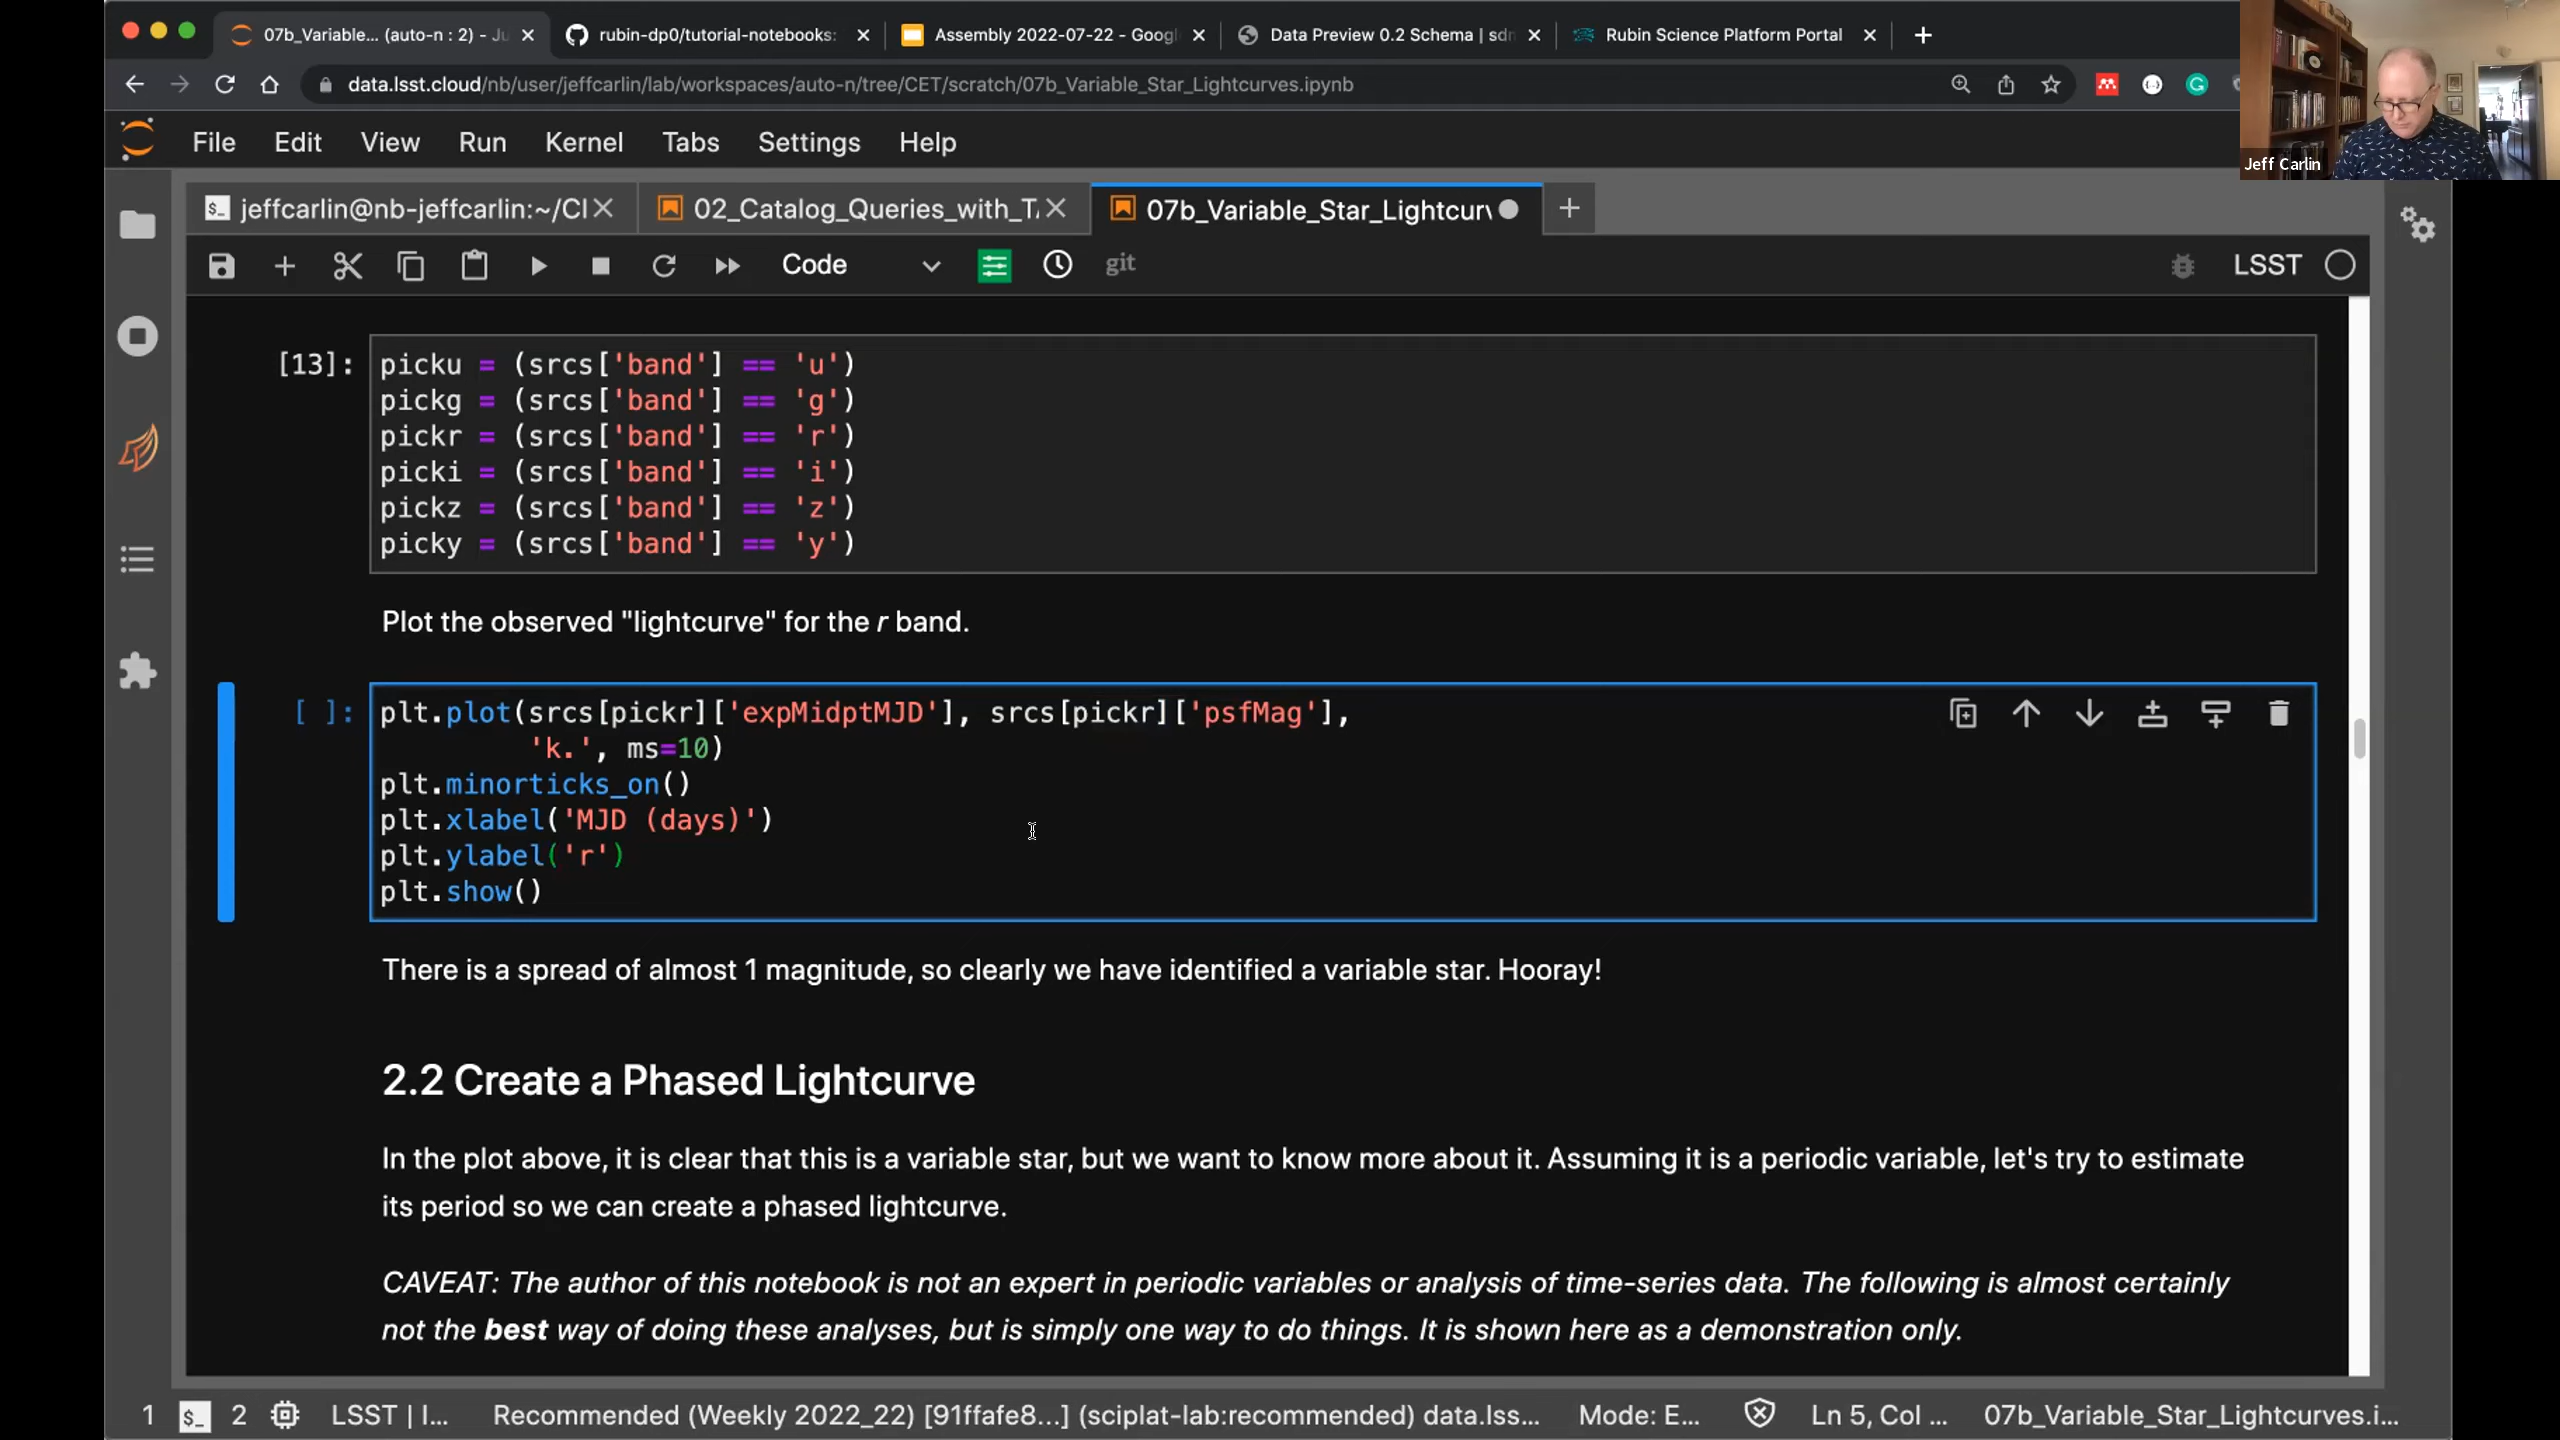 07b_Variable... (auto-n : 2) - Ju
rubin-dp0/tutorial-notebooks:
Assembly 2022-07-22 - Googl
Data Preview 0.2 Schema | sdm
Rubin Science Platform Portal
data.lsst.cloud/nb/user/jeffcarlin/lab/workspaces/auto-n/tree/CET/scratch/07b_Variable_Star_Lightcurves.ipynb
Jeff Carlin
File Edit View Run Kernel Tabs Settings Help
jeffcarlin@nb-jeffcarlin:~/CI
02_Catalog_Queries_with_T
07b_Variable_Star_Lightcurv
Code
git
LSST
[13]:
picku = (srcs['band'] == 'u')
pickg = (srcs['band'] == 'g')
pickr = (srcs['band'] == 'r')
picki = (srcs['band'] == 'i')
pickz = (srcs['band'] == 'z')
picky = (srcs['band'] == 'y')
Plot the observed "lightcurve" for the r band.
[ ]:
plt.plot(srcs[pickr]['expMidptMJD'], srcs[pickr]['psfMag'],
'k.', ms=10)
plt.minorticks_on()
plt.xlabel('MJD (days)')
plt.ylabel('r')
plt.show()
There is a spread of almost 1 magnitude, so clearly we have identified a variable star. Hooray!
2.2 Create a Phased Lightcurve
In the plot above, it is clear that this is a variable star, but we want to know more about it. Assuming it is a periodic variable, let's try to estimate
its period so we can create a phased lightcurve.
CAVEAT: The author of this notebook is not an expert in periodic variables or analysis of time-series data. The following is almost certainly
not the best way of doing these analyses, but is simply one way to do things. It is shown here as a demonstration only.
1 $_ 2 LSST | I... Recommended (Weekly 2022_22) [91ffafe8...] (sciplat-lab:recommended) data.lss... Mode: E... Ln 5, Col ... 07b_Variable_Star_Lightcurves.i...